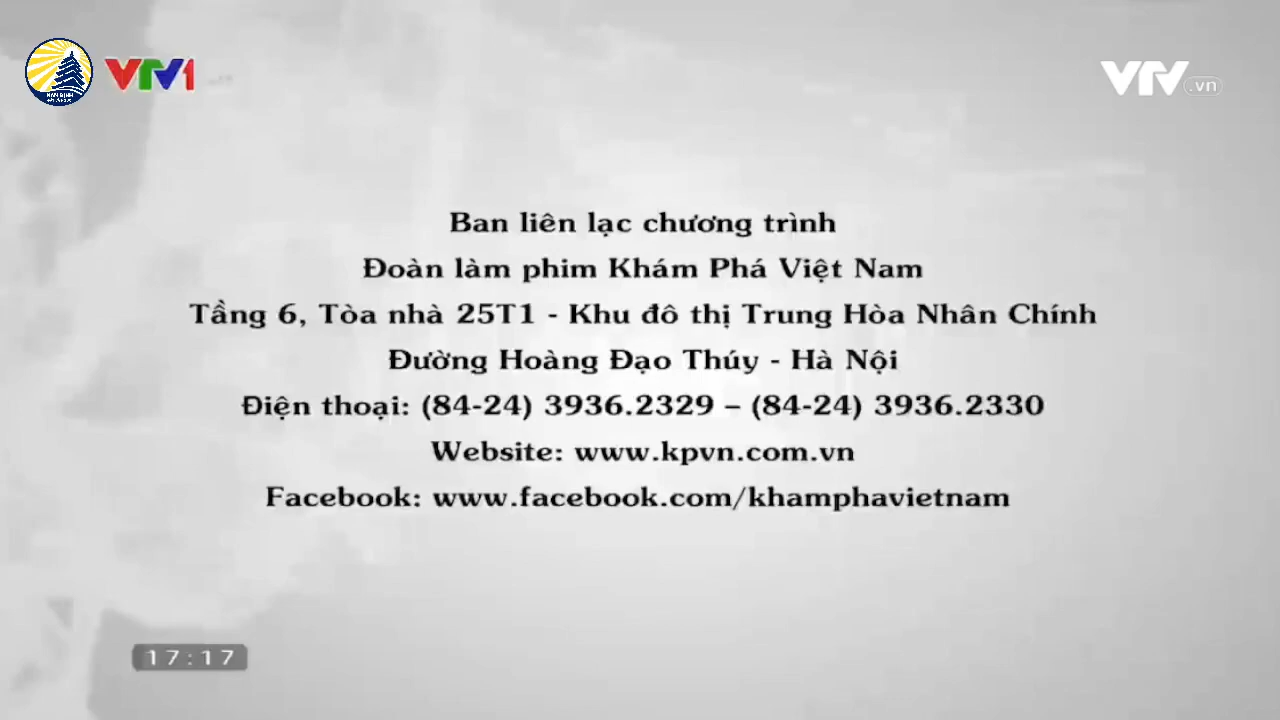 VTV1
VTV.vn
Ban liên lạc chương trình
Đoàn làm phim Khám Phá Việt Nam
Tầng 6, Tòa nhà 25T1 - Khu đô thị Trung Hòa Nhân Chính
Đường Hoàng Đạo Thúy - Hà Nội
Điện thoại: (84-24) 3936.2329 – (84-24) 3936.2330
Website: www.kpvn.com.vn
Facebook: www.facebook.com/khamphavietnam
17:17